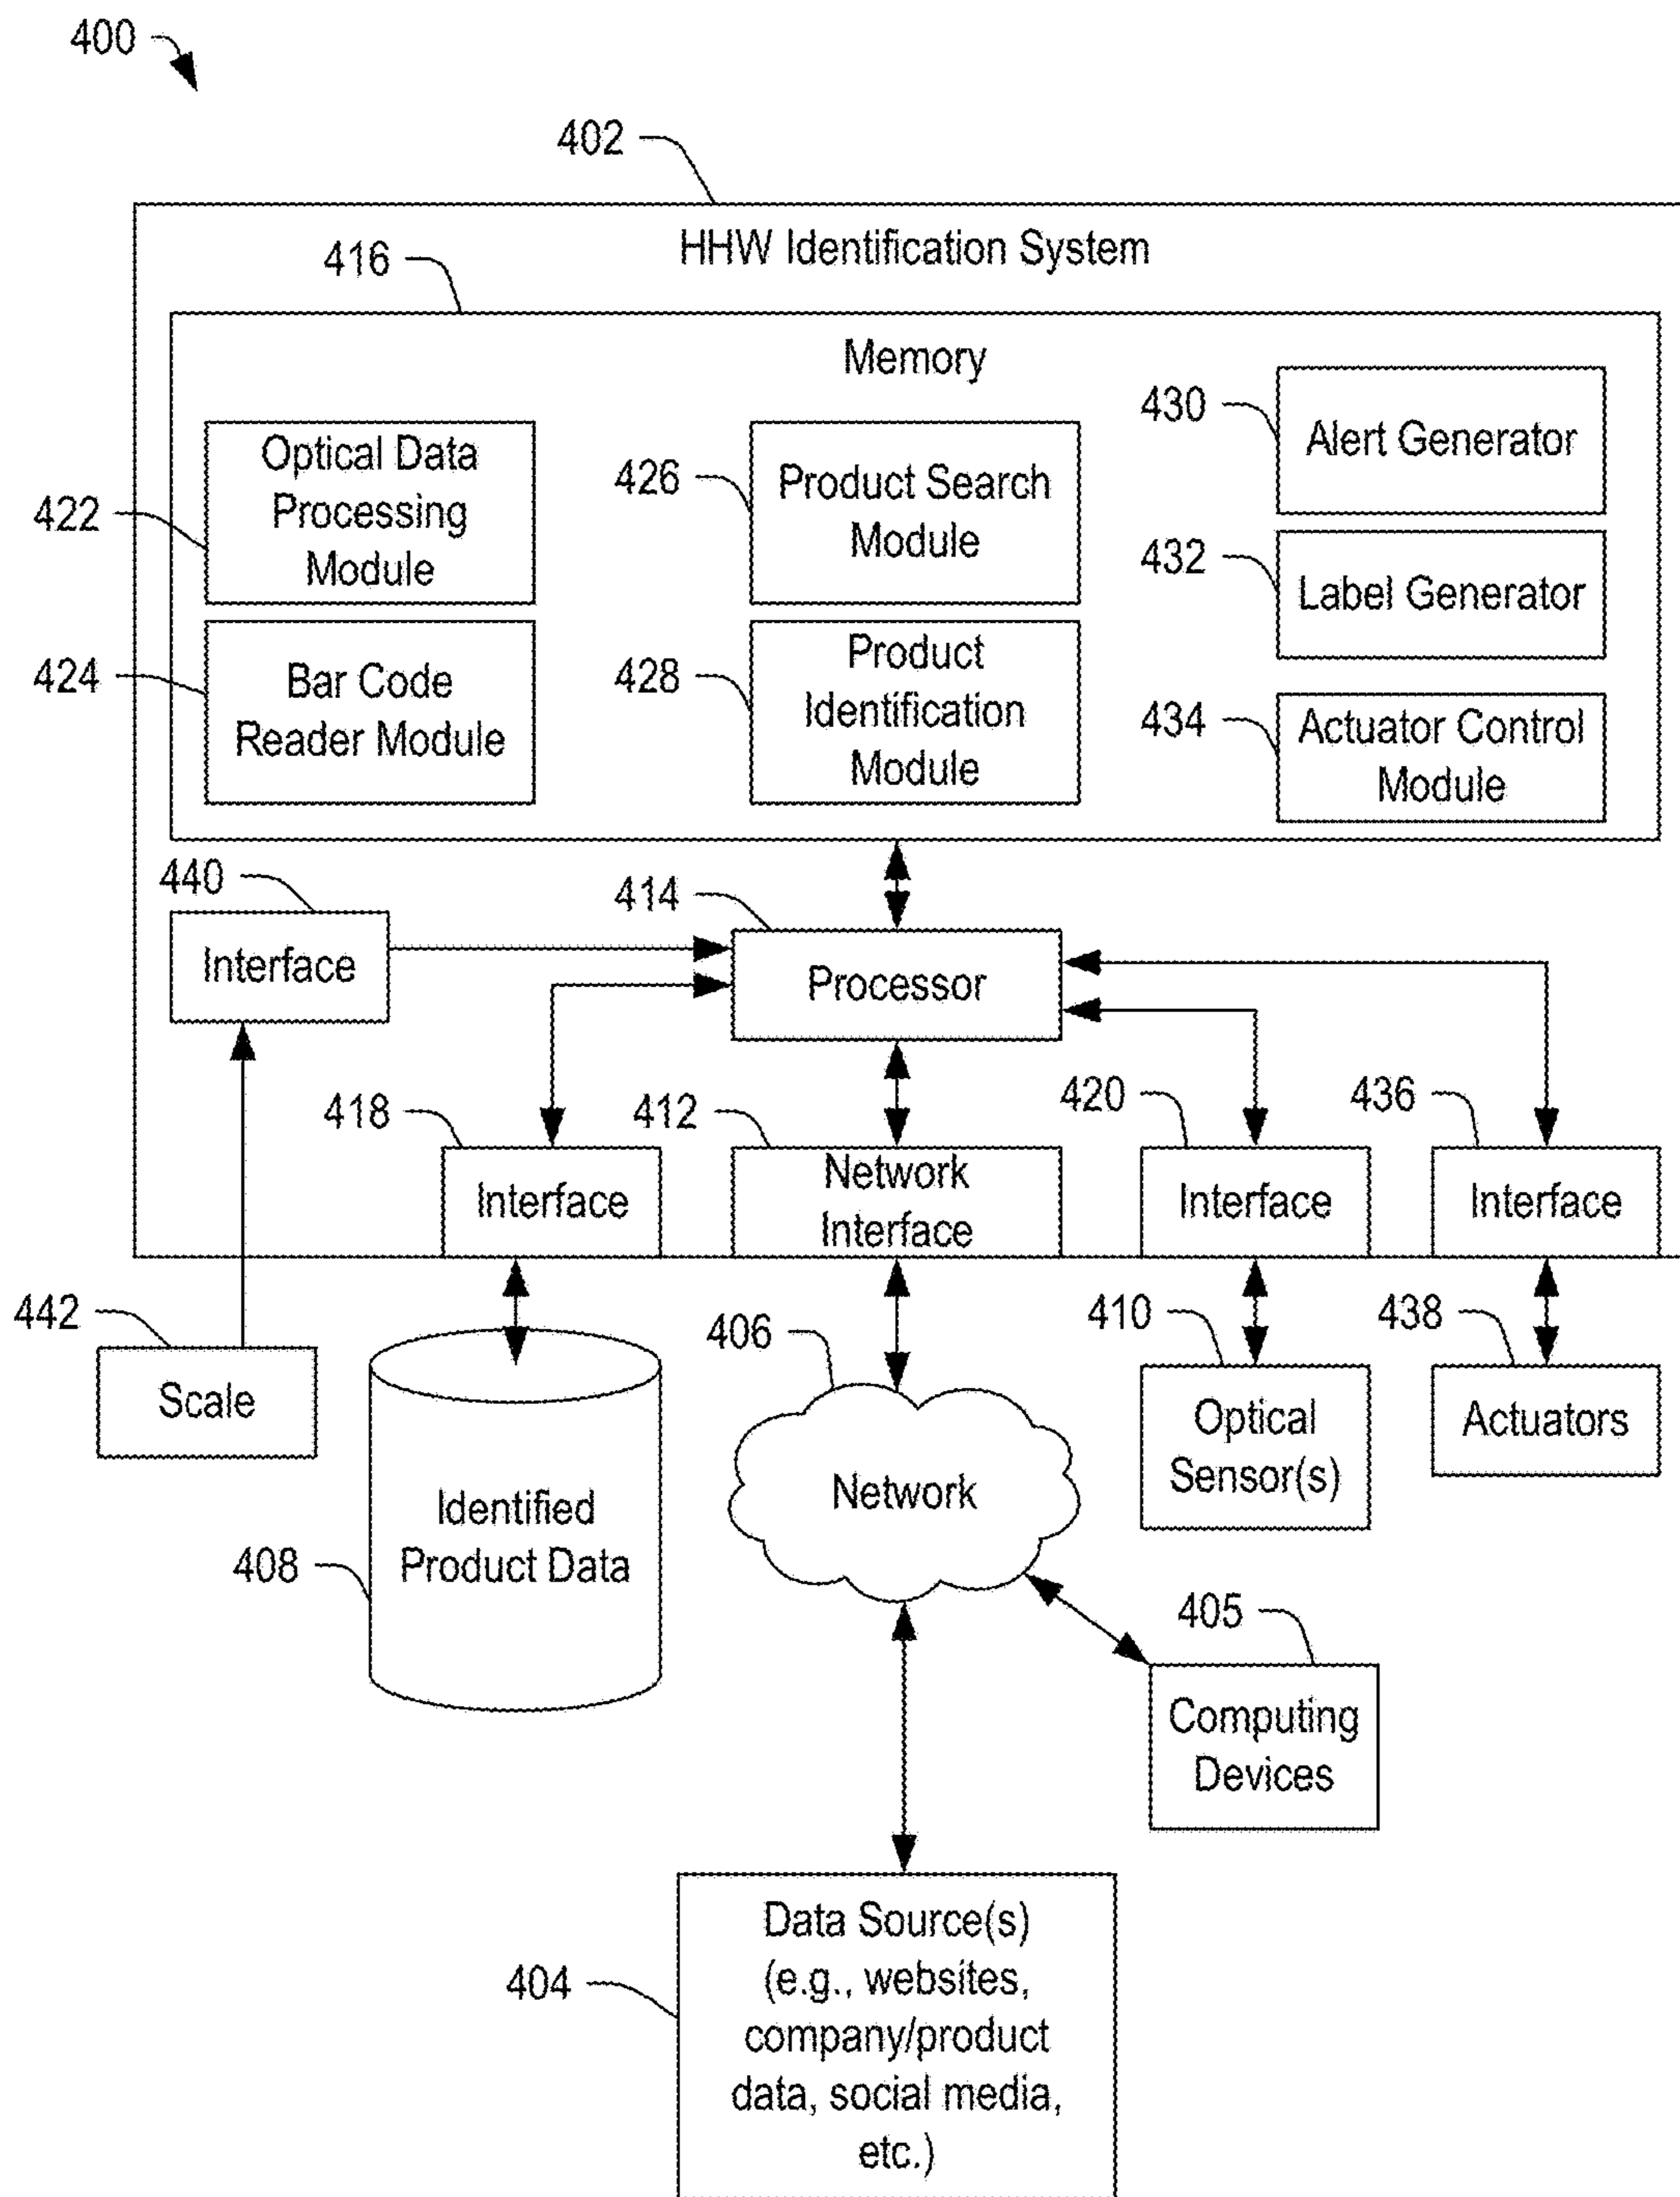 400
402
HHW Identification System
416
Memory
430
Alert Generator
Optical Data
Processing
Module
422
426
Product Search
Module
432
Label Generator
424
Bar Code
Reader Module
428
Product
Identification
Module
434
Actuator Control
Module
440
Interface
414
Processor
418
Interface
412
Network
Interface
420
Interface
436
Interface
442
Scale
406
Network
410
Optical
Sensor(s)
438
Actuators
408
Identified
Product Data
405
Computing
Devices
404
Data Source(s)
(e.g., websites,
company/product
data, social media,
etc.)